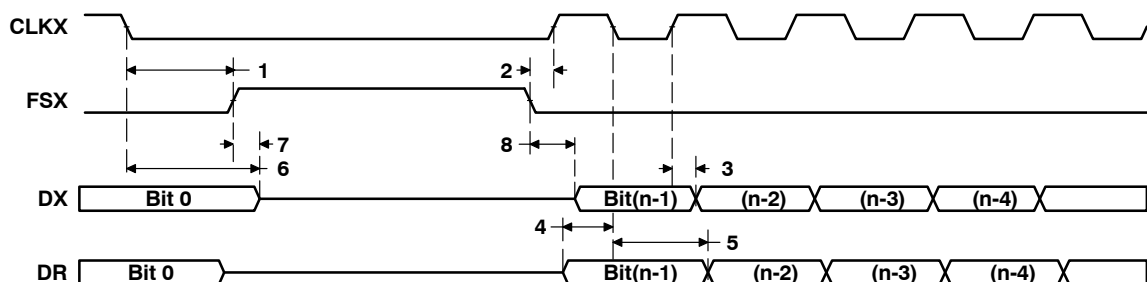 CLKX
1
2
FSX
7
8
6
3
DX
Bit 0
Bit(n-1)
(n-2)
(n-3)
(n-4)
4
5
DR
Bit 0
Bit(n-1)
(n-2)
(n-3)
(n-4)